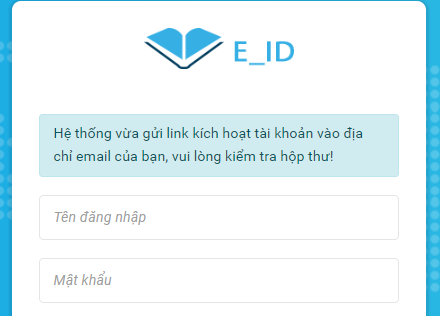 E_ID
Hệ thống vừa gửi link kích hoạt tài khoản vào địa
chỉ email của bạn, vui lòng kiểm tra hộp thư!
Tên đăng nhập
Mật khẩu